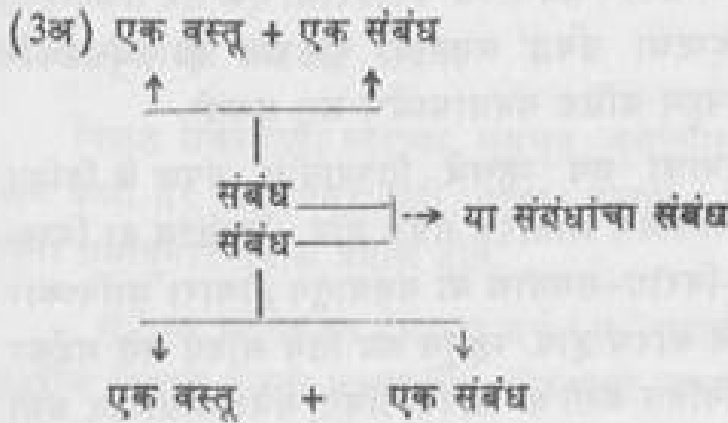 (3अ) एक वस्तू + एक संबंध
संबंध
संबंध → या संबंधांचा संबंध
एक वस्तू + एक संबंध